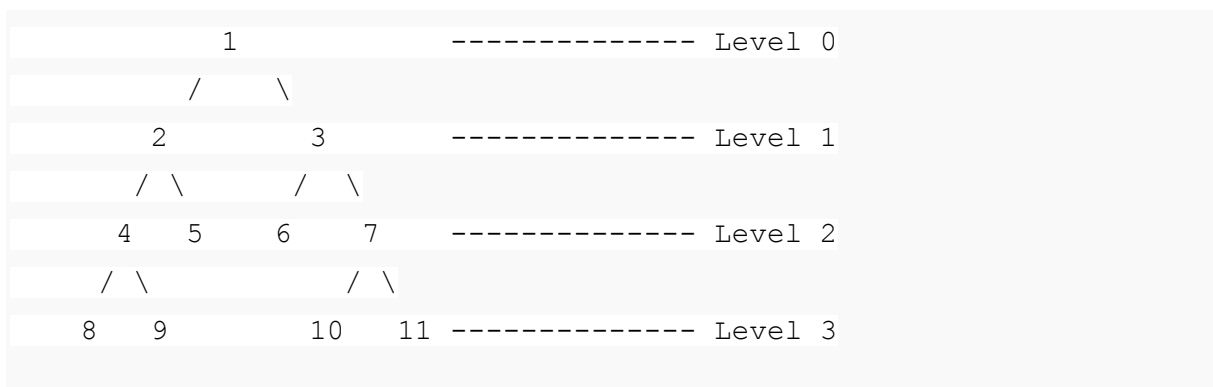 1            -------------- Level 0
          /    \
        2        3       -------------- Level 1
       / \      /  \
      4   5    6    7    -------------- Level 2
     / \           / \
    8   9        10   11 -------------- Level 3